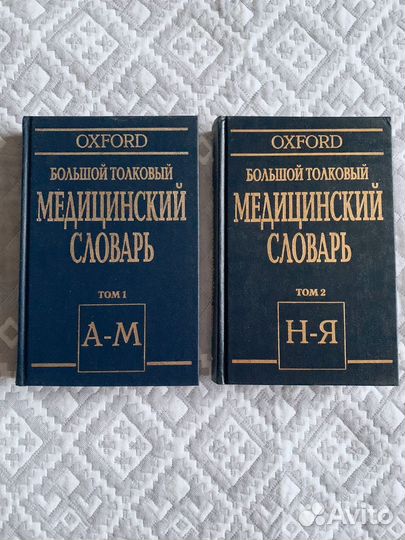 OXFORD
БОЛЬШОЙ ТОЛКОВЫЙ
МЕДИЦИНСКИЙ
СЛОВАРЬ
ТОМ 1
А-М
OXFORD
БОЛЬШОЙ ТОЛКОВЫЙ
МЕДИЦИНСКИЙ
СЛОВАРЬ
ТОМ 2
Н-Я
Avito